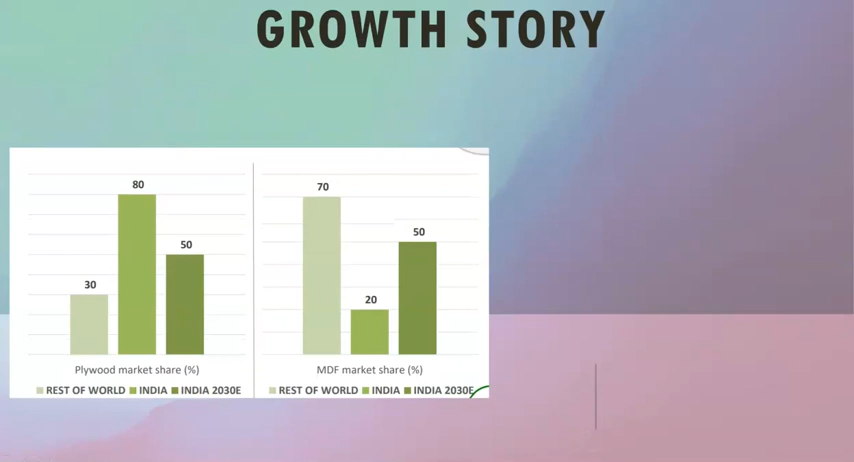 GROWTH STORY
80
50
30
Plywood market share (%)
REST OF WORLD INDIA INDIA 2030E
70
50
20
MDF market share (%)
REST OF WORLD INDIA INDIA 2030E